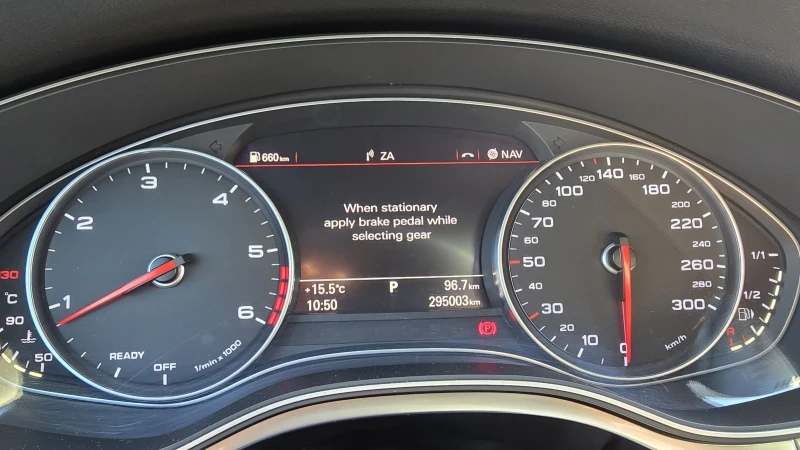 660 km
ZA
NAV
When stationary
apply brake pedal while
selecting gear
+15.5°C P 96.7 km
10:50 295003 km
1
2
3
4
5
6
READY
OFF
1/min x 1000
130
°C
90
50
0
10
20
30
40
50
60
70
80
100
120
140
160
180
200
220
240
260
280
300
km/h
1/1
1/2
R
(P)